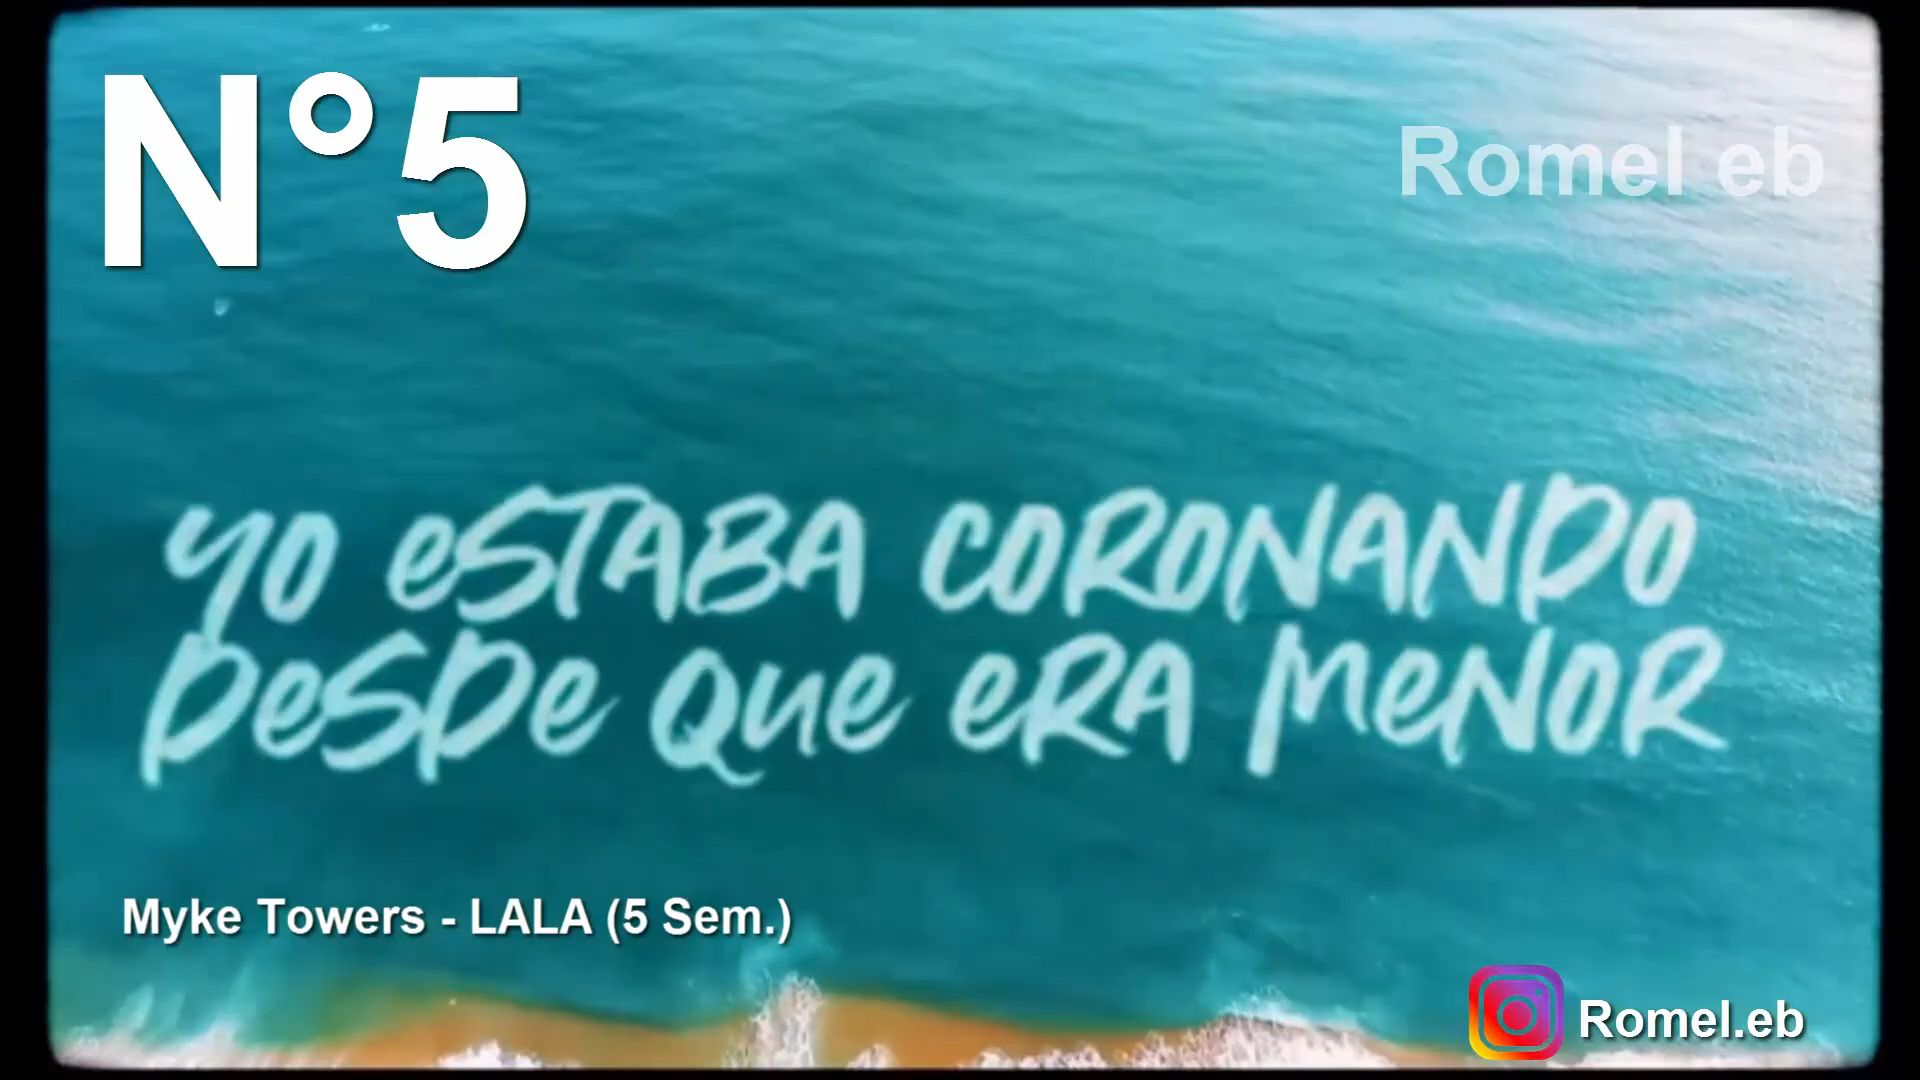 N°5
Romel eb
YO ESTABA CORONANDO
DESDE QUE ERA MENOR
Myke Towers - LALA (5 Sem.)
Romel.eb